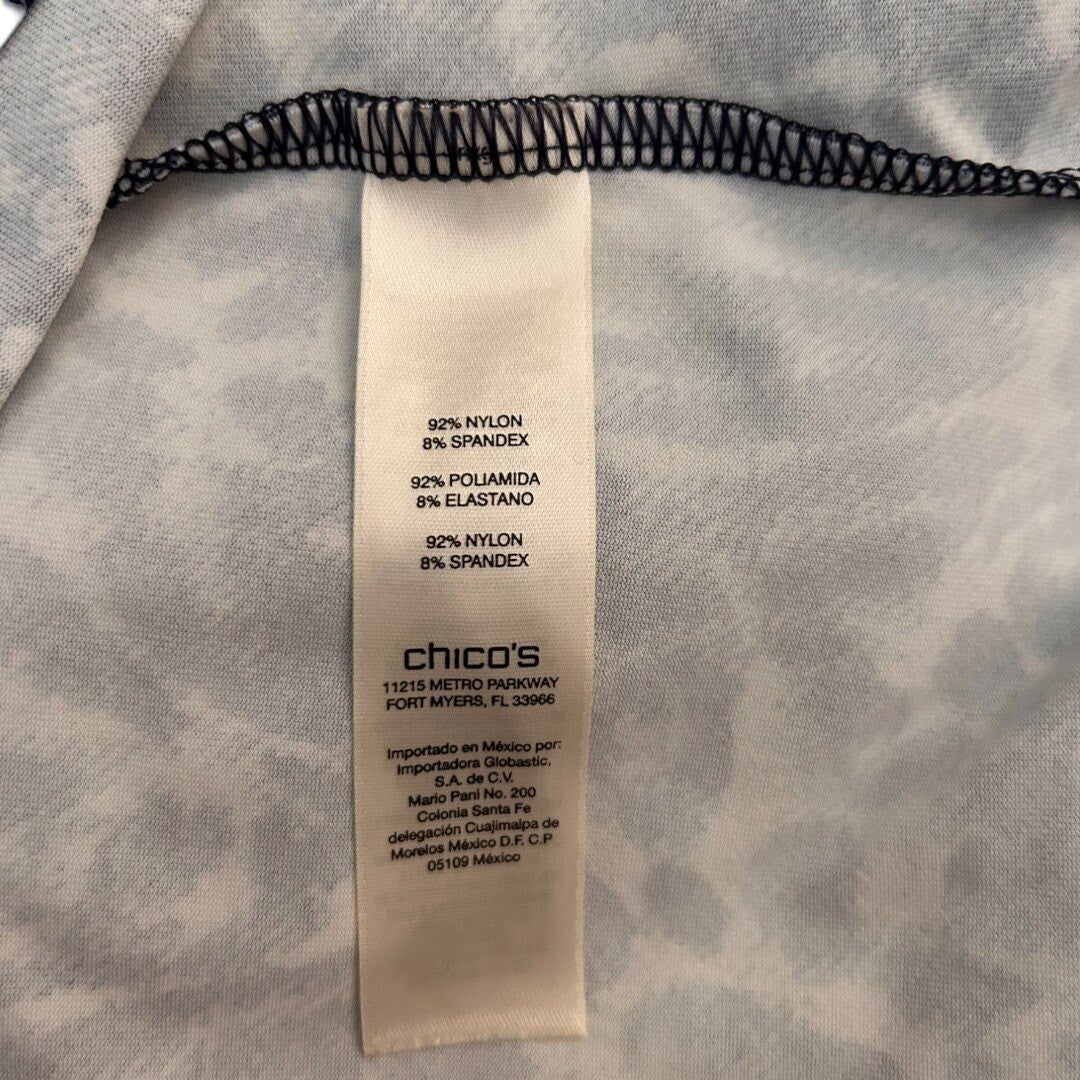 92% NYLON
8% SPANDEX
92% POLIAMIDA
8% ELASTANO
92% NYLON
8% SPANDEX
chico's
11215 METRO PARKWAY
FORT MYERS, FL 33966
Importado en México por:
Importadora Globastic,
S.A. de C.V.
Mario Pani No. 200
Colonia Santa Fe
delegación Cuajimalpa de
Morelos México D.F. C.P
05109 México